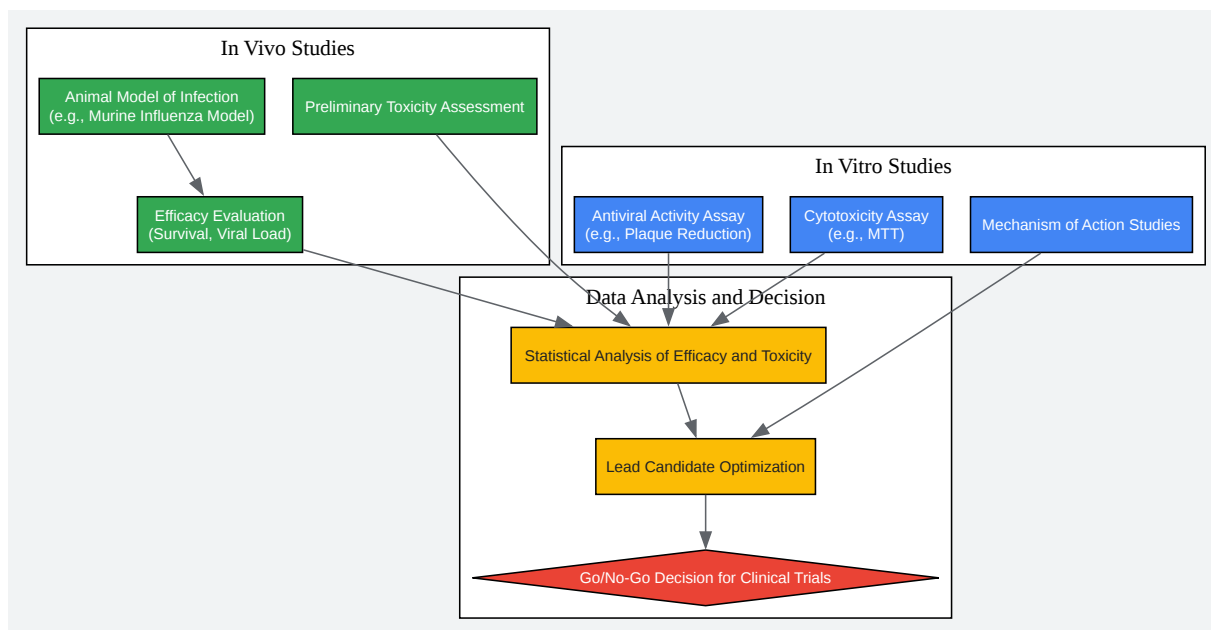 In Vivo Studies
Animal Model of Infection
(e.g., Murine Influenza Model)
Preliminary Toxicity Assessment
Efficacy Evaluation
(Survival, Viral Load)
In Vitro Studies
Antiviral Activity Assay
(e.g., Plaque Reduction)
Cytotoxicity Assay
(e.g., MTT)
Mechanism of Action Studies
Data Analysis and Decision
Statistical Analysis of Efficacy and Toxicity
Lead Candidate Optimization
Go/No-Go Decision for Clinical Trials